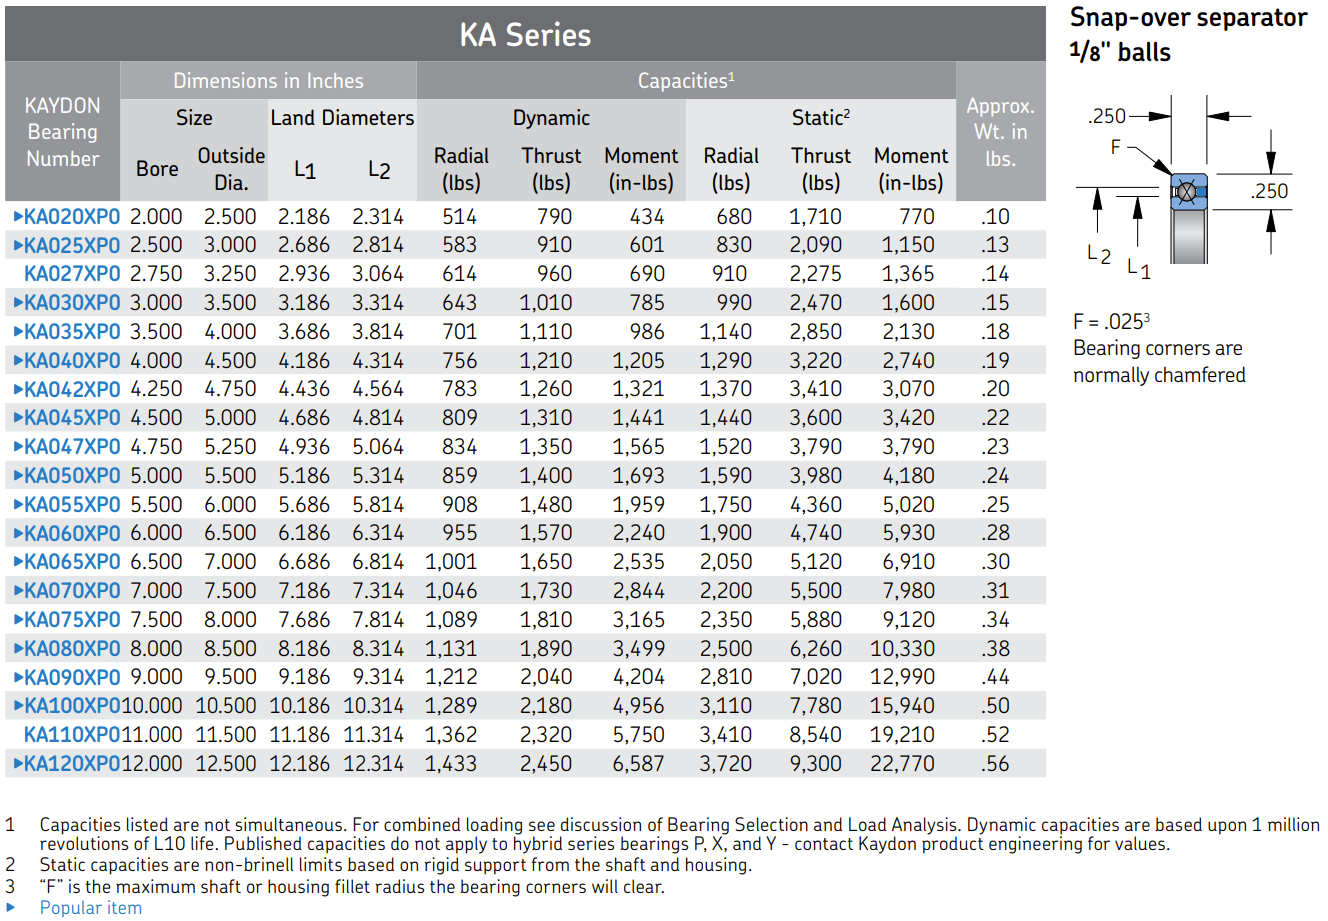 KA Series
KAYDON Bearing Number
Dimensions in Inches
Capacities1
Approx. Wt. in lbs.
Size
Land Diameters
Dynamic
Static2
Bore
Outside Dia.
L1
L2
Radial (lbs)
Thrust (lbs)
Moment (in-lbs)
Radial (lbs)
Thrust (lbs)
Moment (in-lbs)
►KA020XP0 2.000 2.500 2.186 2.314 514 790 434 680 1,710 770 .10
►KA025XP0 2.500 3.000 2.686 2.814 583 910 601 830 2,090 1,150 .13
KA027XP0 2.750 3.250 2.936 3.064 614 960 690 910 2,275 1,365 .14
►KA030XP0 3.000 3.500 3.186 3.314 643 1,010 785 990 2,470 1,600 .15
►KA035XP0 3.500 4.000 3.686 3.814 701 1,110 986 1,140 2,850 2,130 .18
►KA040XP0 4.000 4.500 4.186 4.314 756 1,210 1,205 1,290 3,220 2,740 .19
►KA042XP0 4.250 4.750 4.436 4.564 783 1,260 1,321 1,370 3,410 3,070 .20
►KA045XP0 4.500 5.000 4.686 4.814 809 1,310 1,441 1,440 3,600 3,420 .22
►KA047XP0 4.750 5.250 4.936 5.064 834 1,350 1,565 1,520 3,790 3,790 .23
►KA050XP0 5.000 5.500 5.186 5.314 859 1,400 1,693 1,590 3,980 4,180 .24
►KA055XP0 5.500 6.000 5.686 5.814 908 1,480 1,959 1,750 4,360 5,020 .25
►KA060XP0 6.000 6.500 6.186 6.314 955 1,570 2,240 1,900 4,740 5,930 .28
►KA065XP0 6.500 7.000 6.686 6.814 1,001 1,650 2,535 2,050 5,120 6,910 .30
►KA070XP0 7.000 7.500 7.186 7.314 1,046 1,730 2,844 2,200 5,500 7,980 .31
►KA075XP0 7.500 8.000 7.686 7.814 1,089 1,810 3,165 2,350 5,880 9,120 .34
►KA080XP0 8.000 8.500 8.186 8.314 1,131 1,890 3,499 2,500 6,260 10,330 .38
►KA090XP0 9.000 9.500 9.186 9.314 1,212 2,040 4,204 2,810 7,020 12,990 .44
►KA100XP0 10.000 10.500 10.186 10.314 1,289 2,180 4,956 3,110 7,780 15,940 .50
KA110XP0 11.000 11.500 11.186 11.314 1,362 2,320 5,750 3,410 8,540 19,210 .52
►KA120XP0 12.000 12.500 12.186 12.314 1,433 2,450 6,587 3,720 9,300 22,770 .56
Snap-over separator
1/8" balls
.250
F
.250
L2
L1
F = .0253
Bearing corners are
normally chamfered
1 Capacities listed are not simultaneous. For combined loading see discussion of Bearing Selection and Load Analysis. Dynamic capacities are based upon 1 million
revolutions of L10 life. Published capacities do not apply to hybrid series bearings P, X, and Y - contact Kaydon product engineering for values.
2 Static capacities are non-brinell limits based on rigid support from the shaft and housing.
3 “F” is the maximum shaft or housing fillet radius the bearing corners will clear.
► Popular item